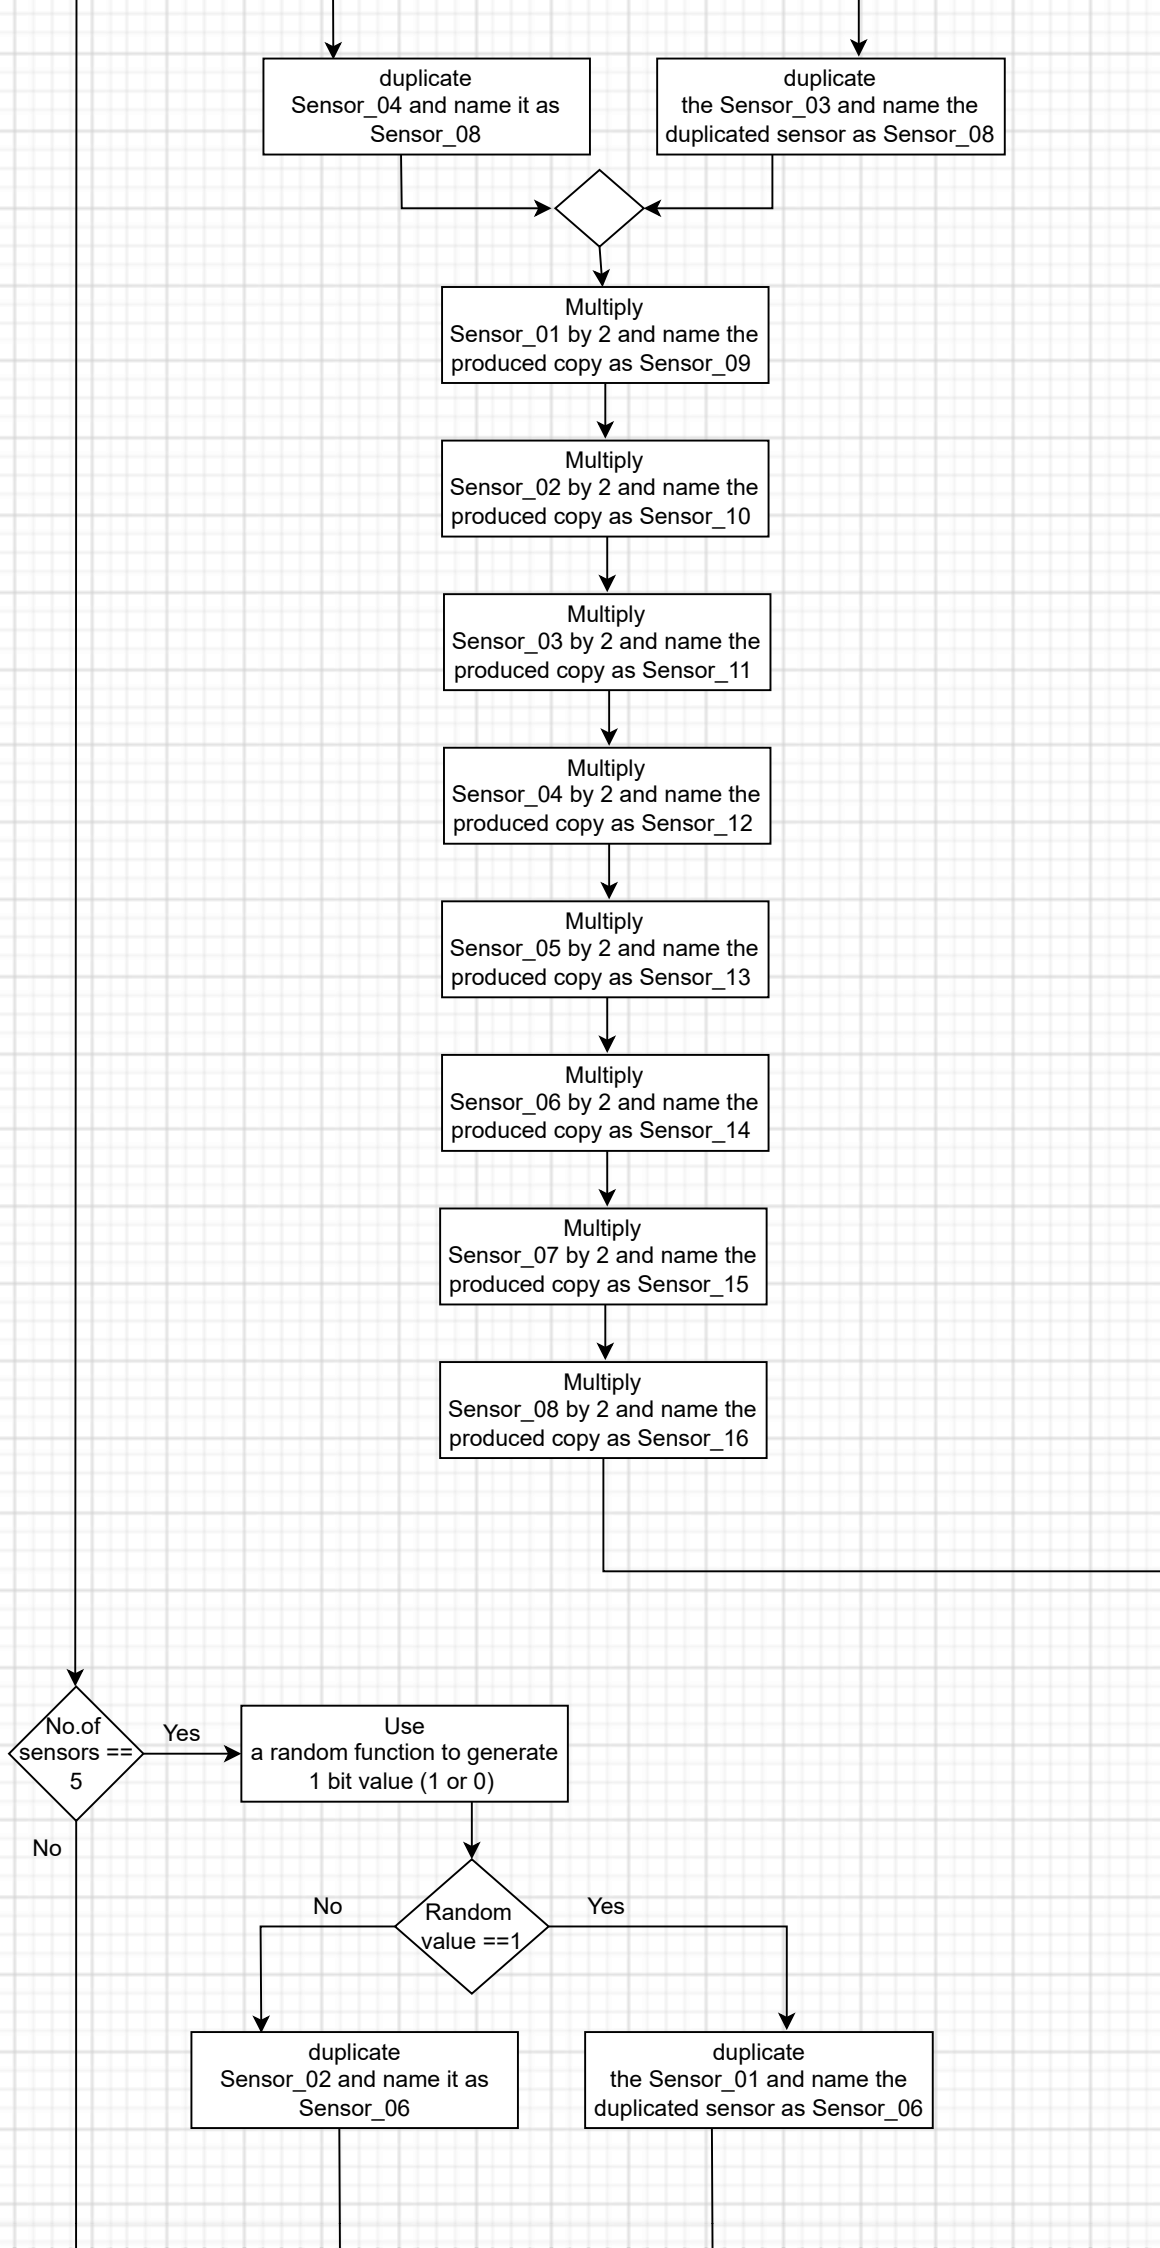 duplicate
Sensor_04 and name it as
Sensor_08
duplicate
the Sensor_03 and name the
duplicated sensor as Sensor_08
Multiply
Sensor_01 by 2 and name the
produced copy as Sensor_09
Multiply
Sensor_02 by 2 and name the
produced copy as Sensor_10
Multiply
Sensor_03 by 2 and name the
produced copy as Sensor_11
Multiply
Sensor_04 by 2 and name the
produced copy as Sensor_12
Multiply
Sensor_05 by 2 and name the
produced copy as Sensor_13
Multiply
Sensor_06 by 2 and name the
produced copy as Sensor_14
Multiply
Sensor_07 by 2 and name the
produced copy as Sensor_15
Multiply
Sensor_08 by 2 and name the
produced copy as Sensor_16
No.of
sensors ==
5
Yes
Use
a random function to generate
1 bit value (1 or 0)
No
Random
value ==1
No
Yes
duplicate
Sensor_02 and name it as
Sensor_06
duplicate
the Sensor_01 and name the
duplicated sensor as Sensor_06